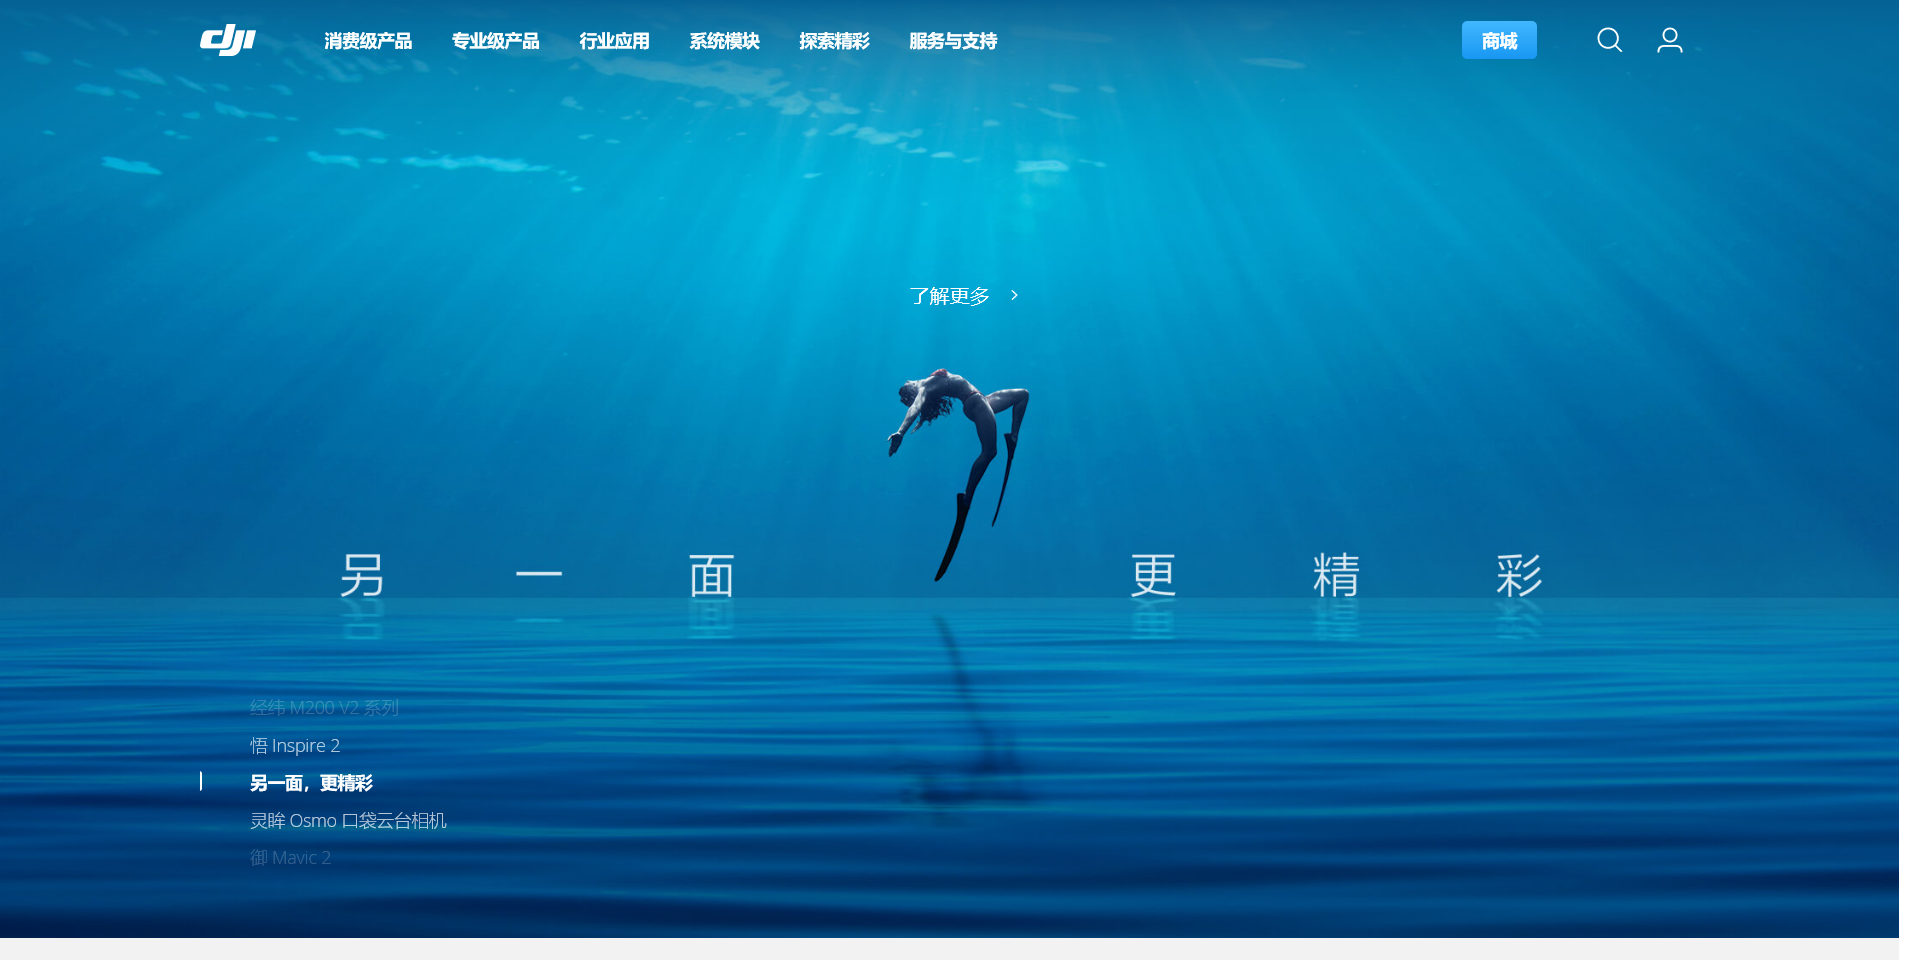 dji
消费级产品 专业级产品 行业应用 系统模块 探索精彩 服务与支持 商城
了解更多
另一面 更精彩
经纬 M200 V2 系列
悟 Inspire 2
另一面，更精彩
灵眸 Osmo 口袋云台相机
御 Mavic 2